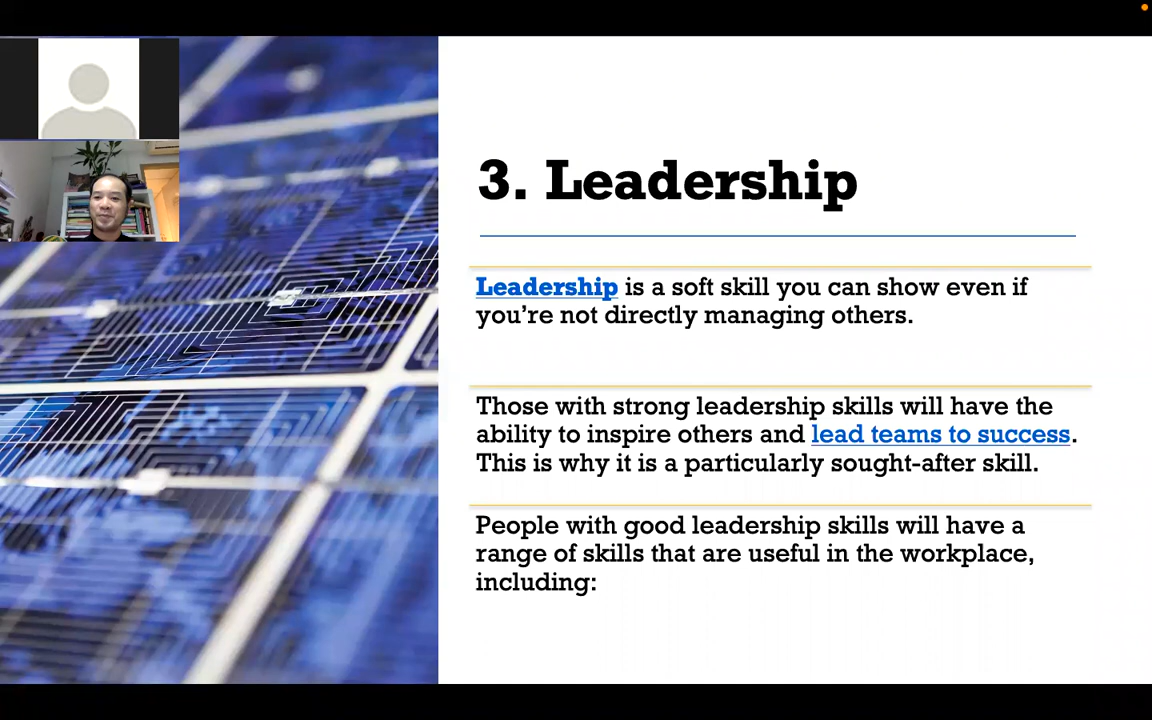 3. Leadership
Leadership is a soft skill you can show even if
you’re not directly managing others.
Those with strong leadership skills will have the
ability to inspire others and lead teams to success.
This is why it is a particularly sought-after skill.
People with good leadership skills will have a
range of skills that are useful in the workplace,
including: